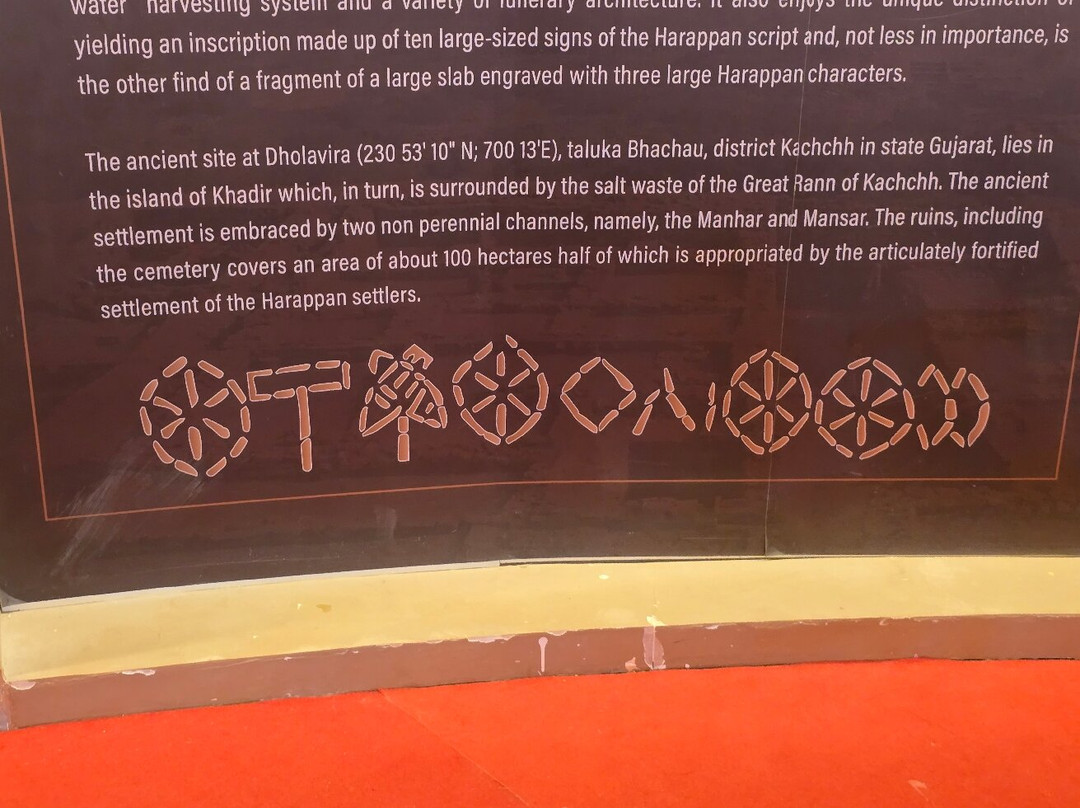 water harvesting system and a variety of funerary architecture. It also enjoys the unique distinction of
yielding an inscription made up of ten large-sized signs of the Harappan script and, not less in importance, is
the other find of a fragment of a large slab engraved with three large Harappan characters.
The ancient site at Dholavira (230 53' 10" N; 700 13'E), taluka Bhachau, district Kachchh in state Gujarat, lies in
the island of Khadir which, in turn, is surrounded by the salt waste of the Great Rann of Kachchh. The ancient
settlement is embraced by two non perennial channels, namely, the Manhar and Mansar. The ruins, including
the cemetery covers an area of about 100 hectares half of which is appropriated by the articulately fortified
settlement of the Harappan settlers.